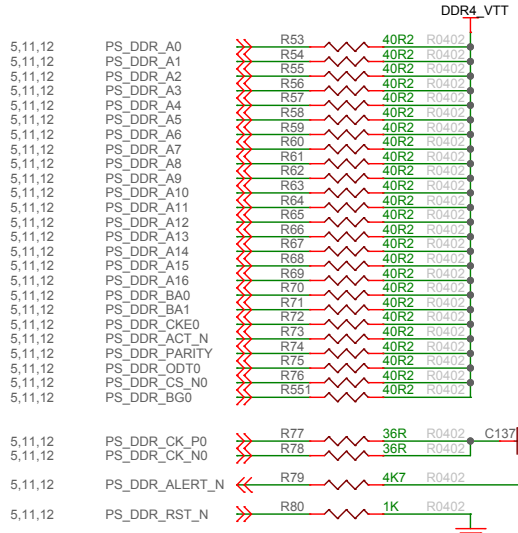 DDR4_VTT
5,11,12 PS_DDR_A0 R53 40R2 R0402
5,11,12 PS_DDR_A1 R54 40R2 R0402
5,11,12 PS_DDR_A2 R55 40R2 R0402
5,11,12 PS_DDR_A3 R56 40R2 R0402
5,11,12 PS_DDR_A4 R57 40R2 R0402
5,11,12 PS_DDR_A5 R58 40R2 R0402
5,11,12 PS_DDR_A6 R59 40R2 R0402
5,11,12 PS_DDR_A7 R60 40R2 R0402
5,11,12 PS_DDR_A8 R61 40R2 R0402
5,11,12 PS_DDR_A9 R62 40R2 R0402
5,11,12 PS_DDR_A10 R63 40R2 R0402
5,11,12 PS_DDR_A11 R64 40R2 R0402
5,11,12 PS_DDR_A12 R65 40R2 R0402
5,11,12 PS_DDR_A13 R66 40R2 R0402
5,11,12 PS_DDR_A14 R67 40R2 R0402
5,11,12 PS_DDR_A15 R68 40R2 R0402
5,11,12 PS_DDR_A16 R69 40R2 R0402
5,11,12 PS_DDR_BA0 R70 40R2 R0402
5,11,12 PS_DDR_BA1 R71 40R2 R0402
5,11,12 PS_DDR_CKE0 R72 40R2 R0402
5,11,12 PS_DDR_ACT_N R73 40R2 R0402
5,11,12 PS_DDR_PARITY R74 40R2 R0402
5,11,12 PS_DDR_ODT0 R75 40R2 R0402
5,11,12 PS_DDR_CS_N0 R76 40R2 R0402
5,11,12 PS_DDR_BG0 R551 40R2 R0402
5,11,12 PS_DDR_CK_P0 R77 36R R0402 C137
5,11,12 PS_DDR_CK_N0 R78 36R R0402
5,11,12 PS_DDR_ALERT_N R79 4K7 R0402
5,11,12 PS_DDR_RST_N R80 1K R0402